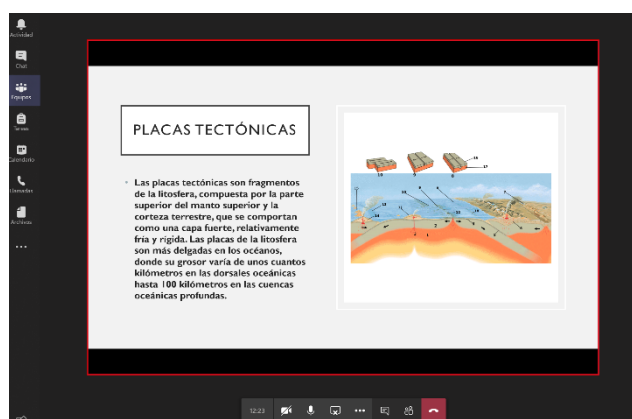 Actividad
Chat
Equipos
Tareas
Calendario
Llamadas
Archivos
PLACAS TECTÓNICAS
• Las placas tectónicas son fragmentos
de la litosfera, compuesta por la parte
superior del manto superior y la
corteza terrestre, que se comportan
como una capa fuerte, relativamente
fría y rígida. Las placas de la litosfera
son más delgadas en los océanos,
donde su grosor varía de unos cuantos
kilómetros en las dorsales oceánicas
hasta 100 kilómetros en las cuencas
oceánicas profundas.
12:23